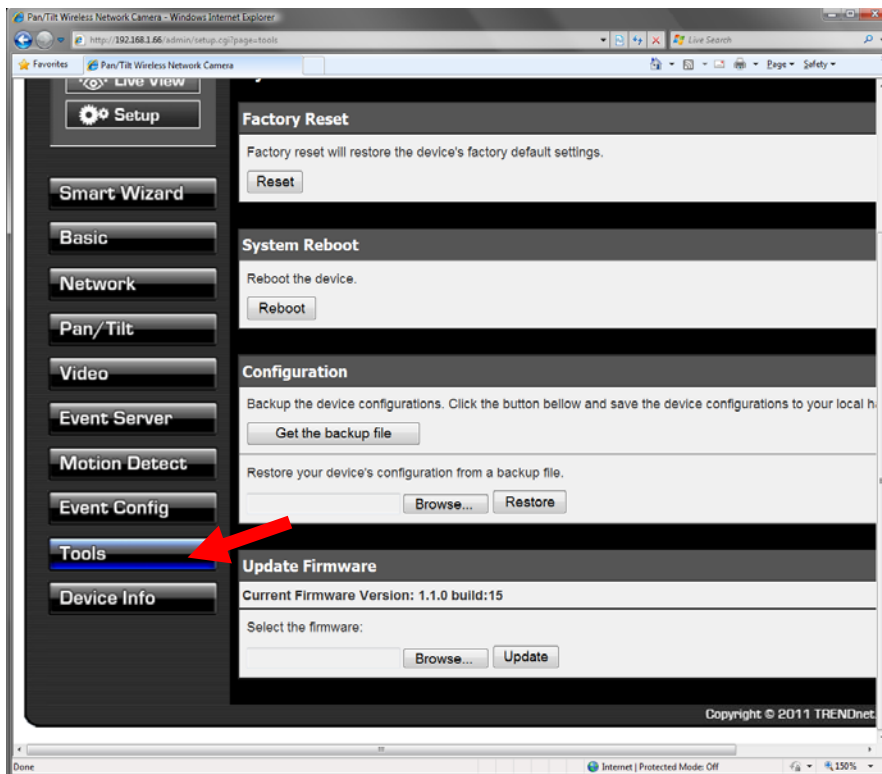 Pan/Tilt Wireless Network Camera - Windows Internet Explorer
http://192.168.1.66/admin/setup.cgi?page=tools
Live Search
Favorites
Pan/Tilt Wireless Network Camera
Page
Safety
Live View
Setup
Smart Wizard
Basic
Network
Pan/Tilt
Video
Event Server
Motion Detect
Event Config
Tools
Device Info
Factory Reset
Factory reset will restore the device's factory default settings.
Reset
System Reboot
Reboot the device.
Reboot
Configuration
Backup the device configurations. Click the button bellow and save the device configurations to your local
Get the backup file
Restore your device's configuration from a backup file.
Browse... Restore
Update Firmware
Current Firmware Version: 1.1.0 build:15
Select the firmware:
Browse... Update
Copyright © 2011 TRENDnet.
Done
Internet | Protected Mode: Off
150%